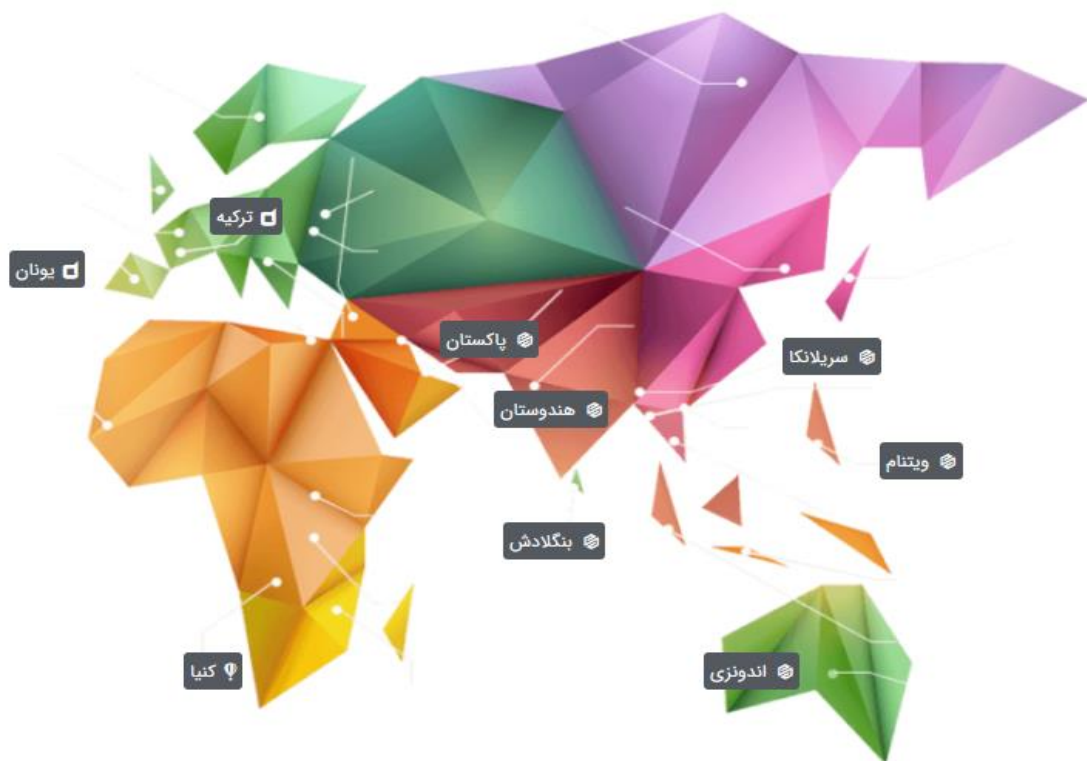 ترکیه
یونان
پاکستان
سریلانکا
هندوستان
ویتنام
بنگلادش
کنیا
اندونزی